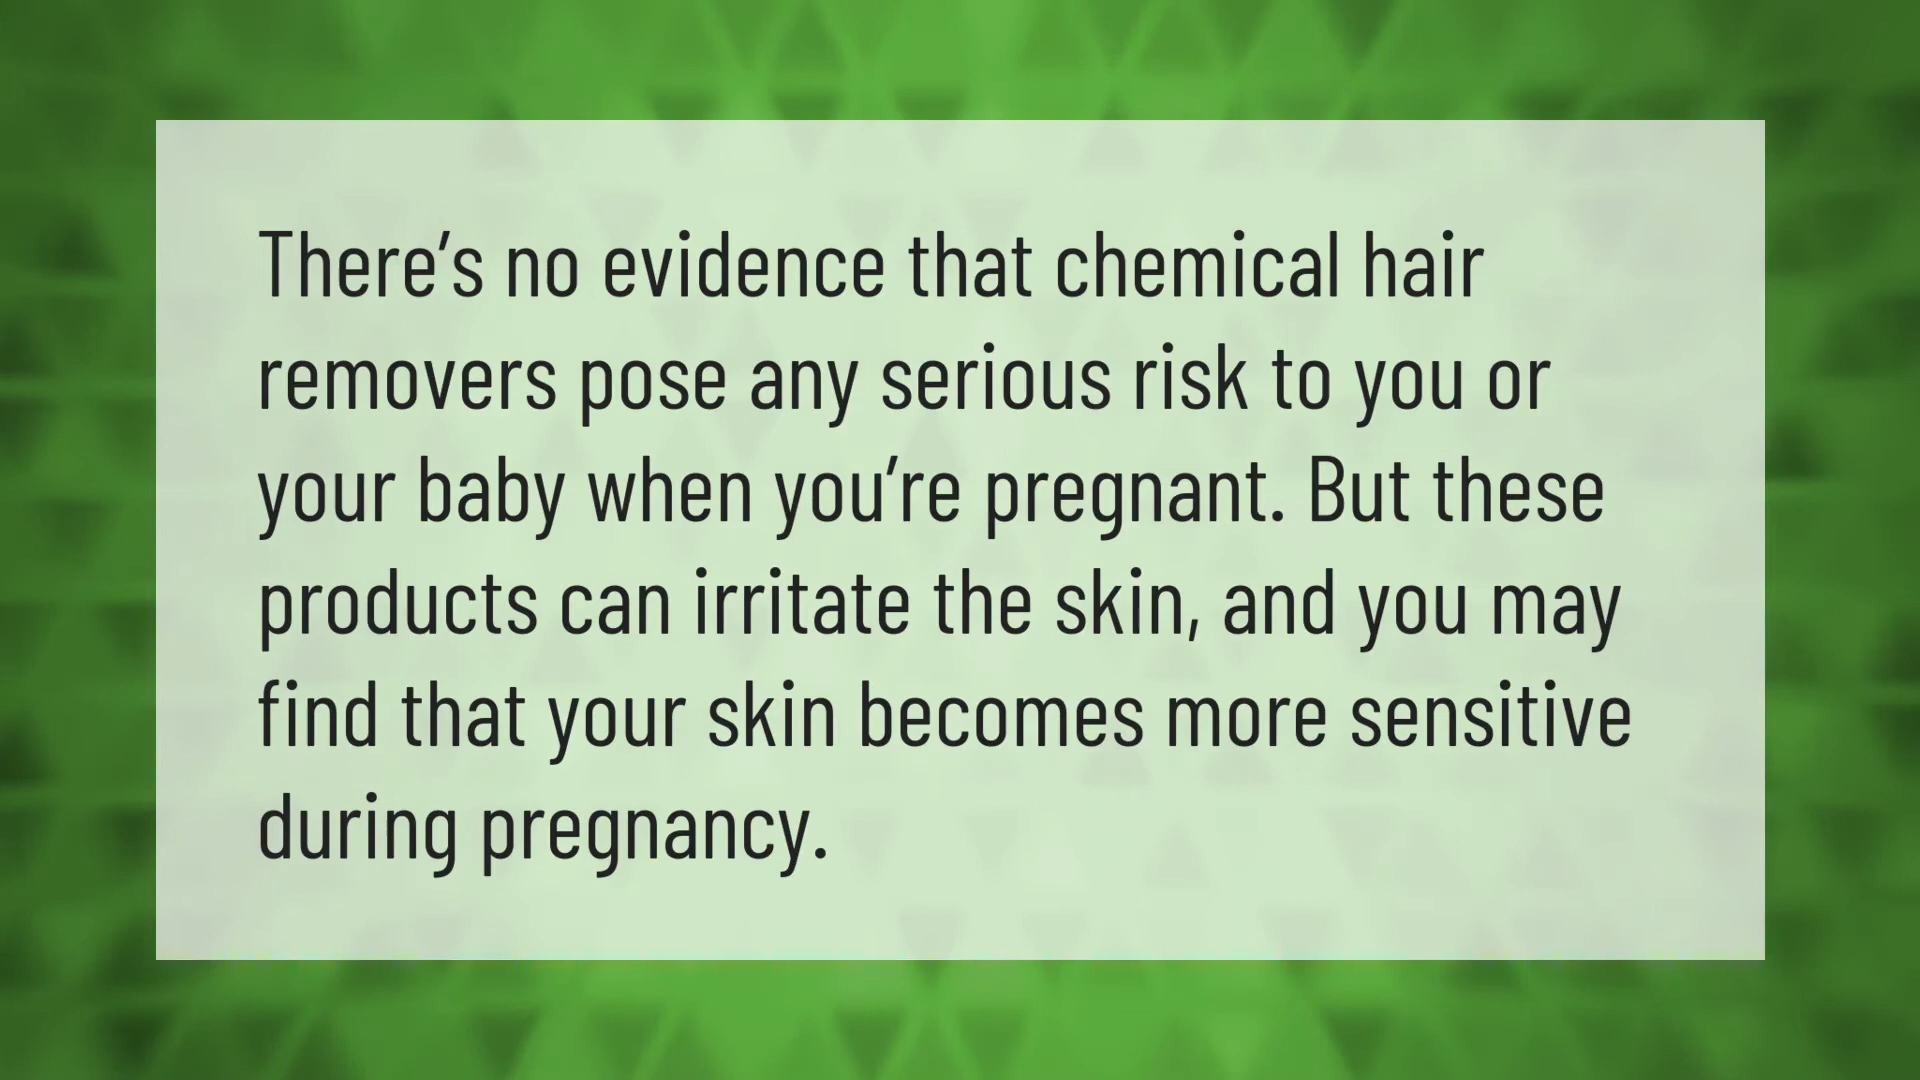 There’s no evidence that chemical hair
removers pose any serious risk to you or
your baby when you’re pregnant. But these
products can irritate the skin, and you may
find that your skin becomes more sensitive
during pregnancy.